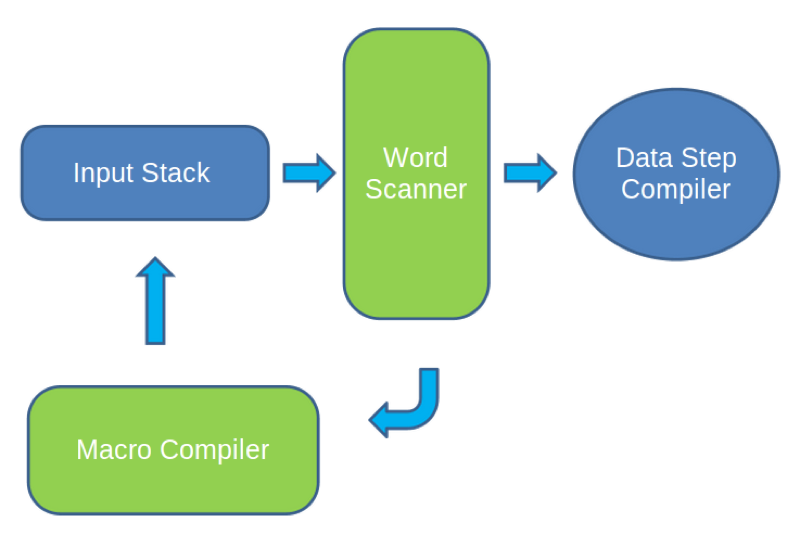 Input Stack
Word
Scanner
Data Step
Compiler
Macro Compiler